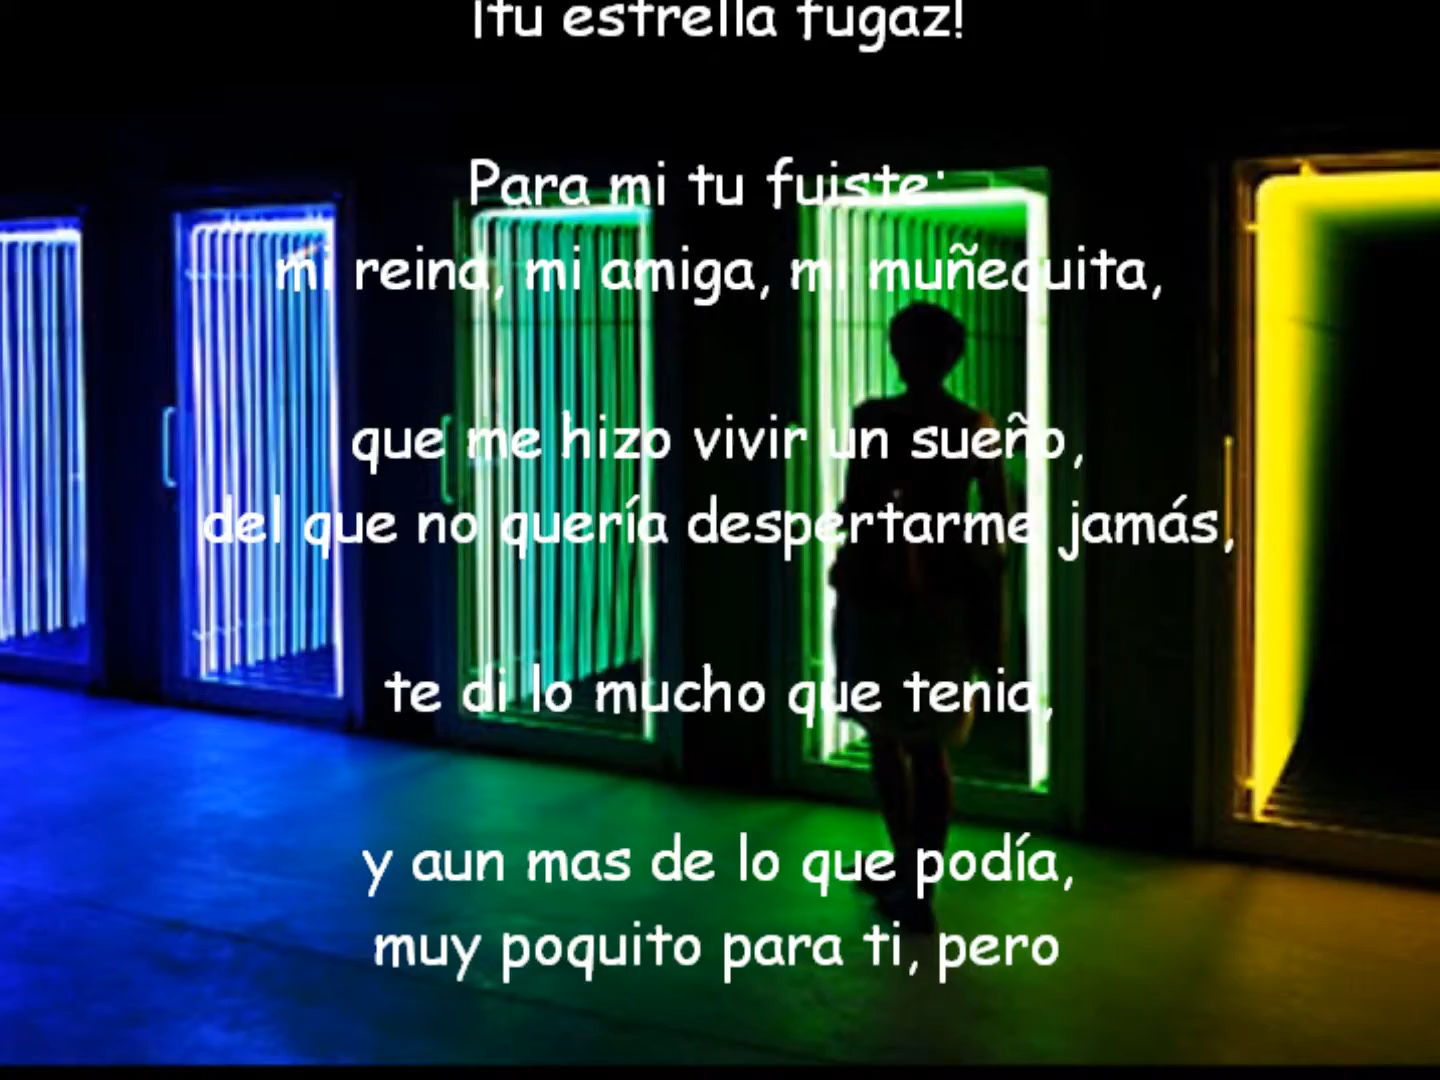 ¡tu estrella fugaz!
Para mi tu fuiste:
mi reina, mi amiga, mi muñequita,
que me hizo vivir un sueño,
del que no quería despertarme jamás,
te di lo mucho que tenia,
y aun mas de lo que podía,
muy poquito para ti, pero